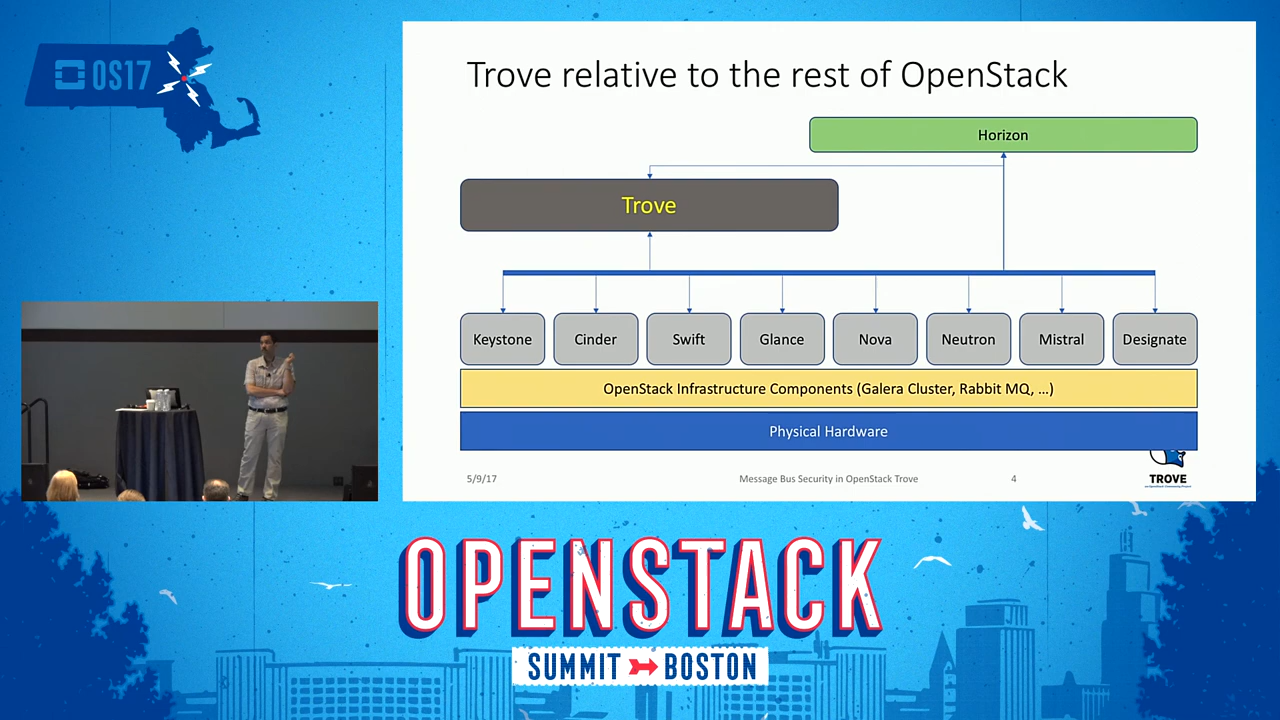 OS17
Trove relative to the rest of OpenStack
Horizon
Trove
Keystone
Cinder
Swift
Glance
Nova
Neutron
Mistral
Designate
OpenStack Infrastructure Components (Galera Cluster, Rabbit MQ, ...)
Physical Hardware
5/9/17
Message Bus Security in OpenStack Trove
4
TROVE
OPENSTACK
SUMMIT BOSTON